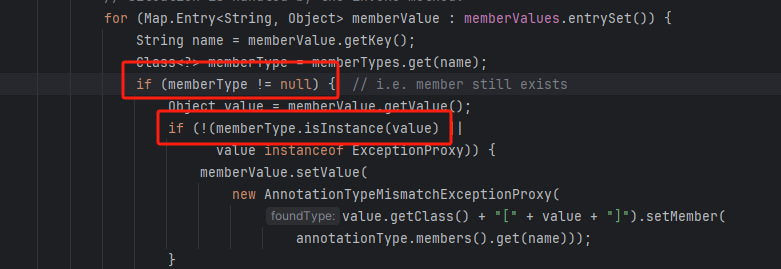 for (Map.Entry<String, Object> memberValue : memberValues.entrySet()) {
String name = memberValue.getKey();
Class<?> memberType = memberTypes.get(name);
if (memberType != null) { // i.e. member still exists
Object value = memberValue.getValue();
if (!(memberType.isInstance(value) ||
value instanceof ExceptionProxy)) {
memberValue.setValue(
new AnnotationTypeMismatchExceptionProxy(
foundType: value.getClass() + "[" + value + "]").setMember(
annotationType.members().get(name)));
}